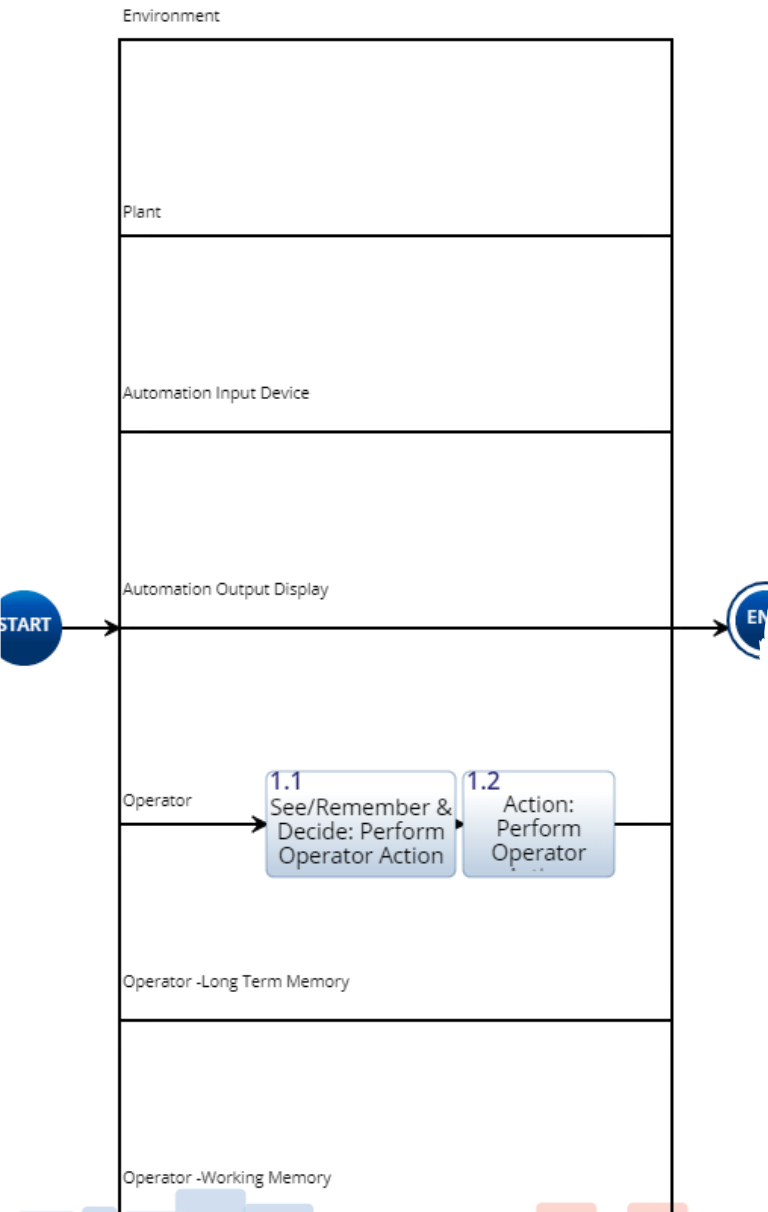 Environment
Plant
Automation Input Device
Automation Output Display
START
EN
Operator
1.1
See/Remember &
Decide: Perform
Operator Action
1.2
Action:
Perform
Operator
Operator -Long Term Memory
Operator -Working Memory